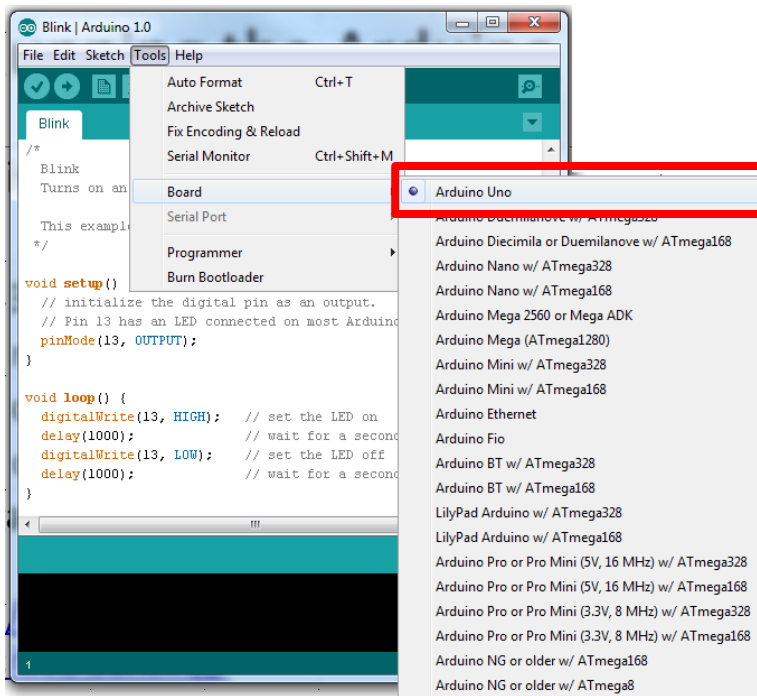 Blink | Arduino 1.0
File Edit Sketch Tools Help
Auto Format Ctrl+T
Archive Sketch
Fix Encoding & Reload
Serial Monitor Ctrl+Shift+M
Board
Serial Port
Programmer
Burn Bootloader
Arduino Uno
Arduino Duemilanove w/ ATmega328
Arduino Diecimila or Duemilanove w/ ATmega168
Arduino Nano w/ ATmega328
Arduino Nano w/ ATmega168
Arduino Mega 2560 or Mega ADK
Arduino Mega (ATmega1280)
Arduino Mini w/ ATmega328
Arduino Mini w/ ATmega168
Arduino Ethernet
Arduino Fio
Arduino BT w/ ATmega328
Arduino BT w/ ATmega168
LilyPad Arduino w/ ATmega328
LilyPad Arduino w/ ATmega168
Arduino Pro or Pro Mini (5V, 16 MHz) w/ ATmega328
Arduino Pro or Pro Mini (5V, 16 MHz) w/ ATmega168
Arduino Pro or Pro Mini (3.3V, 8 MHz) w/ ATmega328
Arduino Pro or Pro Mini (3.3V, 8 MHz) w/ ATmega168
Arduino NG or older w/ ATmega168
Arduino NG or older w/ ATmega8
Blink
/*
Blink
Turns on an
This exampl
*/
void setup()
// initialize the digital pin as an output.
// Pin 13 has an LED connected on most Arduino
pinMode(13, OUTPUT);
}
void loop() {
digitalWrite(13, HIGH); // set the LED on
delay(1000); // wait for a second
digitalWrite(13, LOW); // set the LED off
delay(1000); // wait for a second
}
1